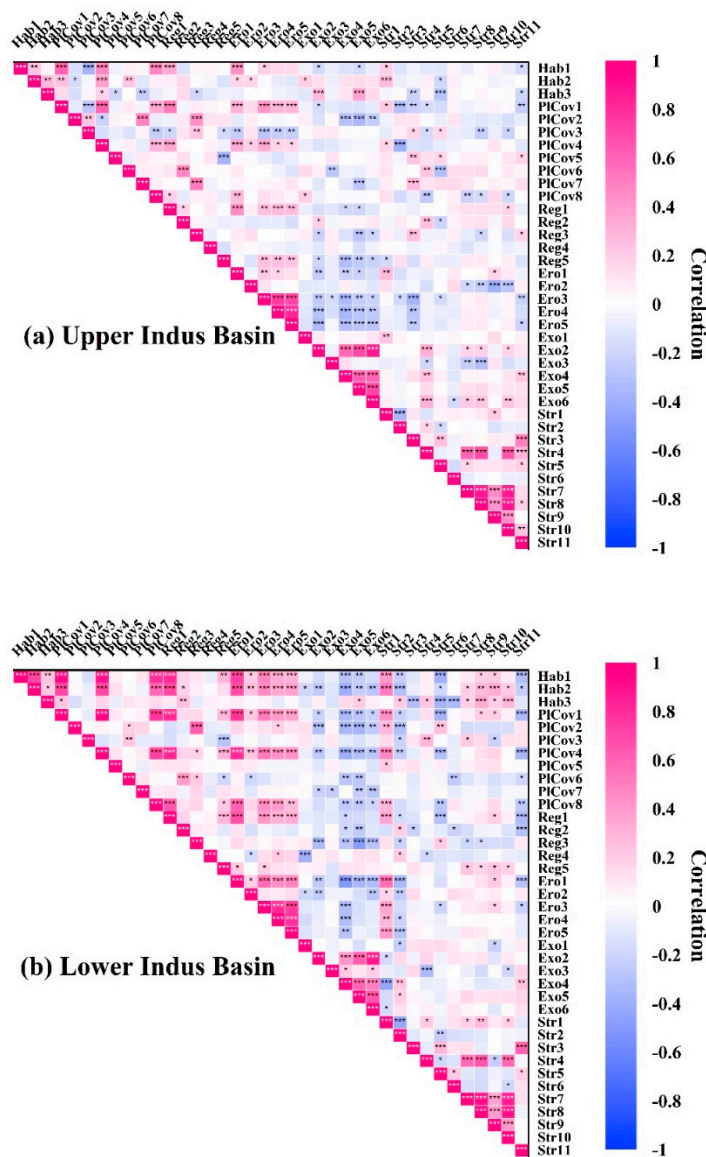 Hab1 Hab2 Hab3 PlCov1 PlCov2 PlCov3 PlCov4 PlCov5 PlCov6 PlCov7 PlCov8 Reg1 Reg2 Reg3 Reg4 Reg5 Ero1 Ero2 Ero3 Ero4 Ero5 Exo1 Exo2 Exo3 Exo4 Exo5 Exo6 Str1 Str2 Str3 Str4 Str5 Str6 Str7 Str8 Str9 Str10 Str11
Hab1
Hab2
Hab3
PlCov1
PlCov2
PlCov3
PlCov4
PlCov5
PlCov6
PlCov7
PlCov8
Reg1
Reg2
Reg3
Reg4
Reg5
Ero1
Ero2
Ero3
Ero4
Ero5
Exo1
Exo2
Exo3
Exo4
Exo5
Exo6
Str1
Str2
Str3
Str4
Str5
Str6
Str7
Str8
Str9
Str10
Str11
(a) Upper Indus Basin
1
0.8
0.6
0.4
0.2
0
-0.2
-0.4
-0.6
-0.8
-1
Correlation
Hab1 Hab2 Hab3 PlCov1 PlCov2 PlCov3 PlCov4 PlCov5 PlCov6 PlCov7 PlCov8 Reg1 Reg2 Reg3 Reg4 Reg5 Ero1 Ero2 Ero3 Ero4 Ero5 Exo1 Exo2 Exo3 Exo4 Exo5 Exo6 Str1 Str2 Str3 Str4 Str5 Str6 Str7 Str8 Str9 Str10 Str11
Hab1
Hab2
Hab3
PlCov1
PlCov2
PlCov3
PlCov4
PlCov5
PlCov6
PlCov7
PlCov8
Reg1
Reg2
Reg3
Reg4
Reg5
Ero1
Ero2
Ero3
Ero4
Ero5
Exo1
Exo2
Exo3
Exo4
Exo5
Exo6
Str1
Str2
Str3
Str4
Str5
Str6
Str7
Str8
Str9
Str10
Str11
(b) Lower Indus Basin
1
0.8
0.6
0.4
0.2
0
-0.2
-0.4
-0.6
-0.8
-1
Correlation